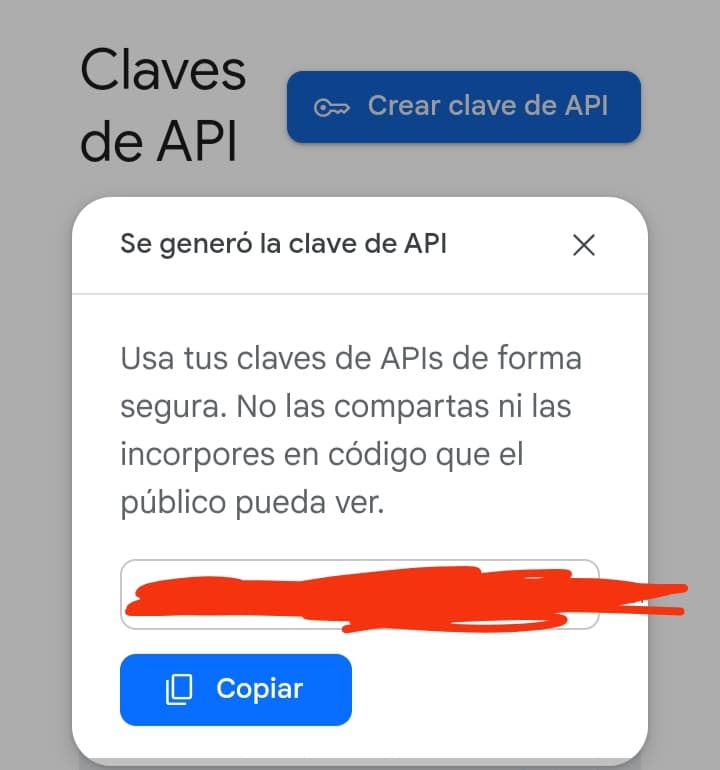 Claves
de API
Crear clave de API
Se generó la clave de API
Usa tus claves de APIs de forma
segura. No las compartas ni las
incorpores en código que el
público pueda ver.
Copiar